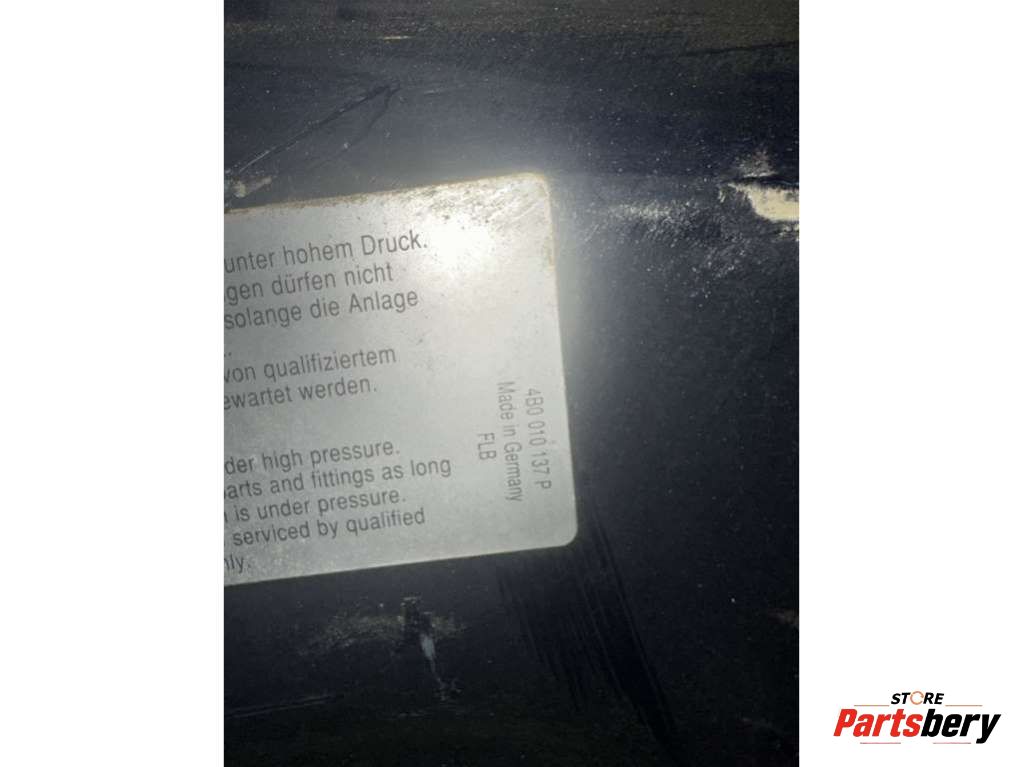 unter hohem Druck.
gen dürfen nicht
solange die Anlage
von qualifiziertem
ewartet werden.
der high pressure.
arts and fittings as long
is under pressure.
serviced by qualified
nly.
4B0 010 137 P
Made in Germany
FLB
STORE
Partsbery